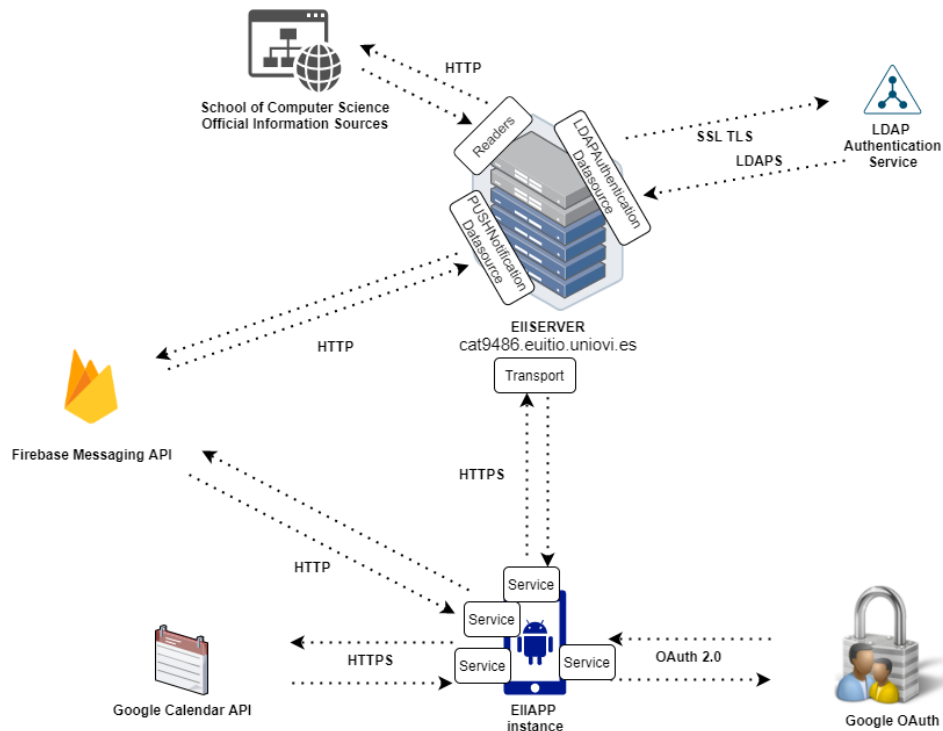 HTTP
School of Computer Science
Official Information Sources
Readers
LDAPAuthentication
Datasource
SSL TLS
LDAPS
LDAP
Authentication
Service
PUSHNotification
Datasource
EIISERVER
cat9486.euitio.uniovi.es
HTTP
Transport
Firebase Messaging API
HTTPS
HTTP
Service
Service
Service
Service
HTTPS
OAuth 2.0
Google Calendar API
EIIAPP
instance
Google OAuth